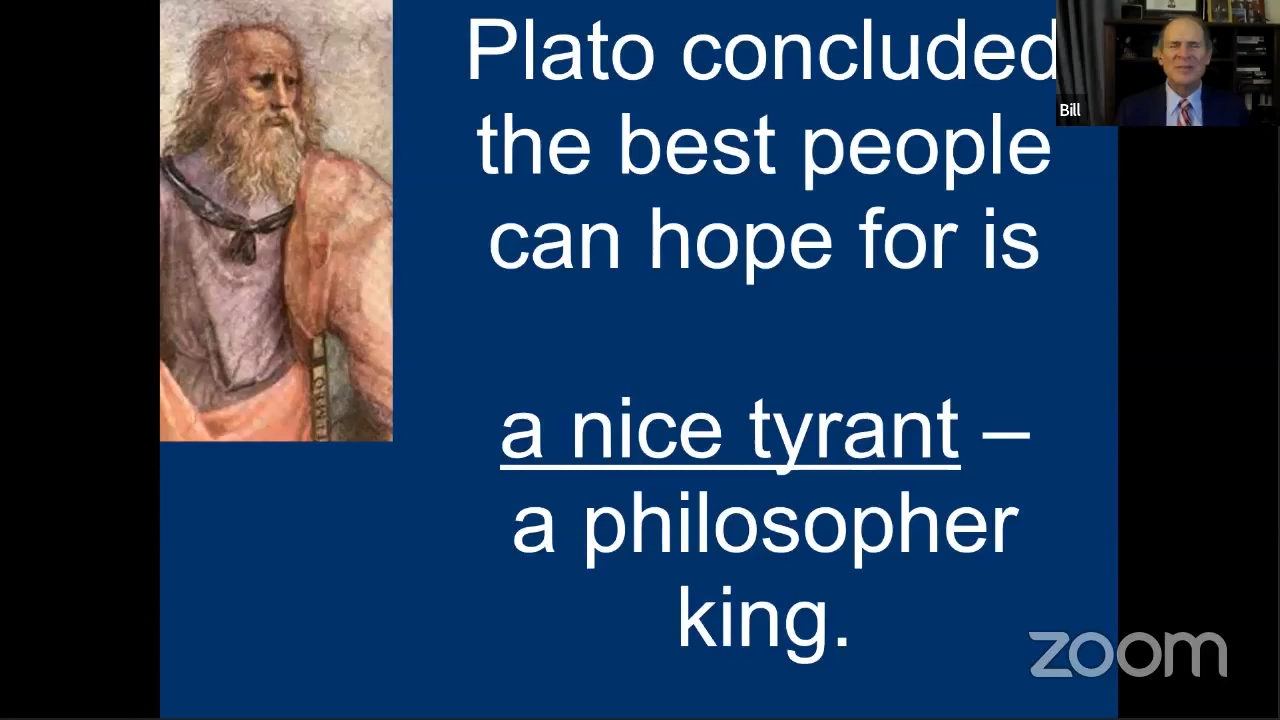 Plato concluded
the best people
can hope for is
a nice tyrant –
a philosopher
king.
Bill
zoom